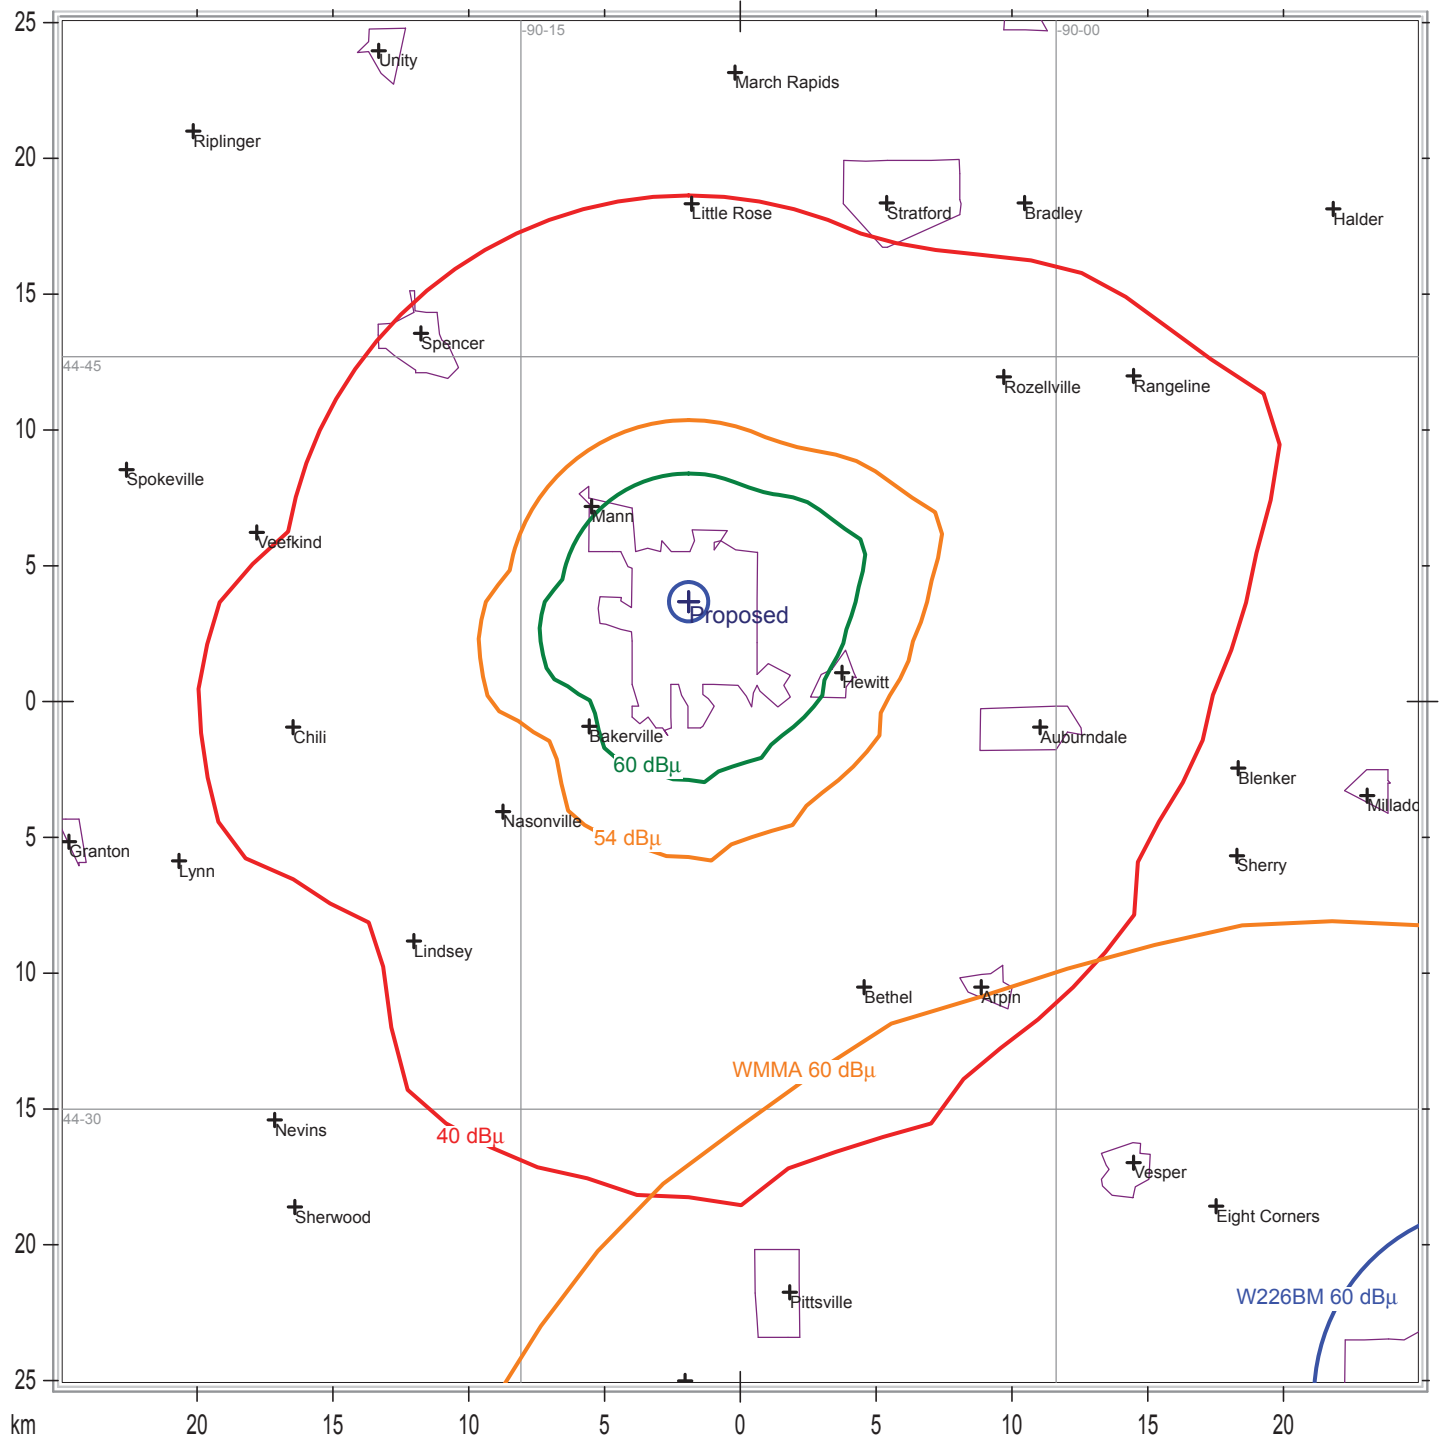 25
-90-15
-90-00
Unity
March Rapids
Riplinger
20
Little Rose
Stratford
Bradley
Halder
15
Spencer
44-45
Rozellville
Rangeline
10
Spokeville
Mann
Veefkind
5
Proposed
Hewitt
0
Chili
Bakerville
Auburndale
60 dBµ
Blenker
Milladc
Nasonville
54 dBµ
5
Granton
Lynn
Sherry
Lindsey
10
Bethel
Arpin
WMMA 60 dBµ
15
44-30
Nevins
40 dBµ
Vesper
Sherwood
Eight Corners
20
W226BM 60 dBµ
Pittsville
25
km
20
15
10
5
0
5
10
15
20